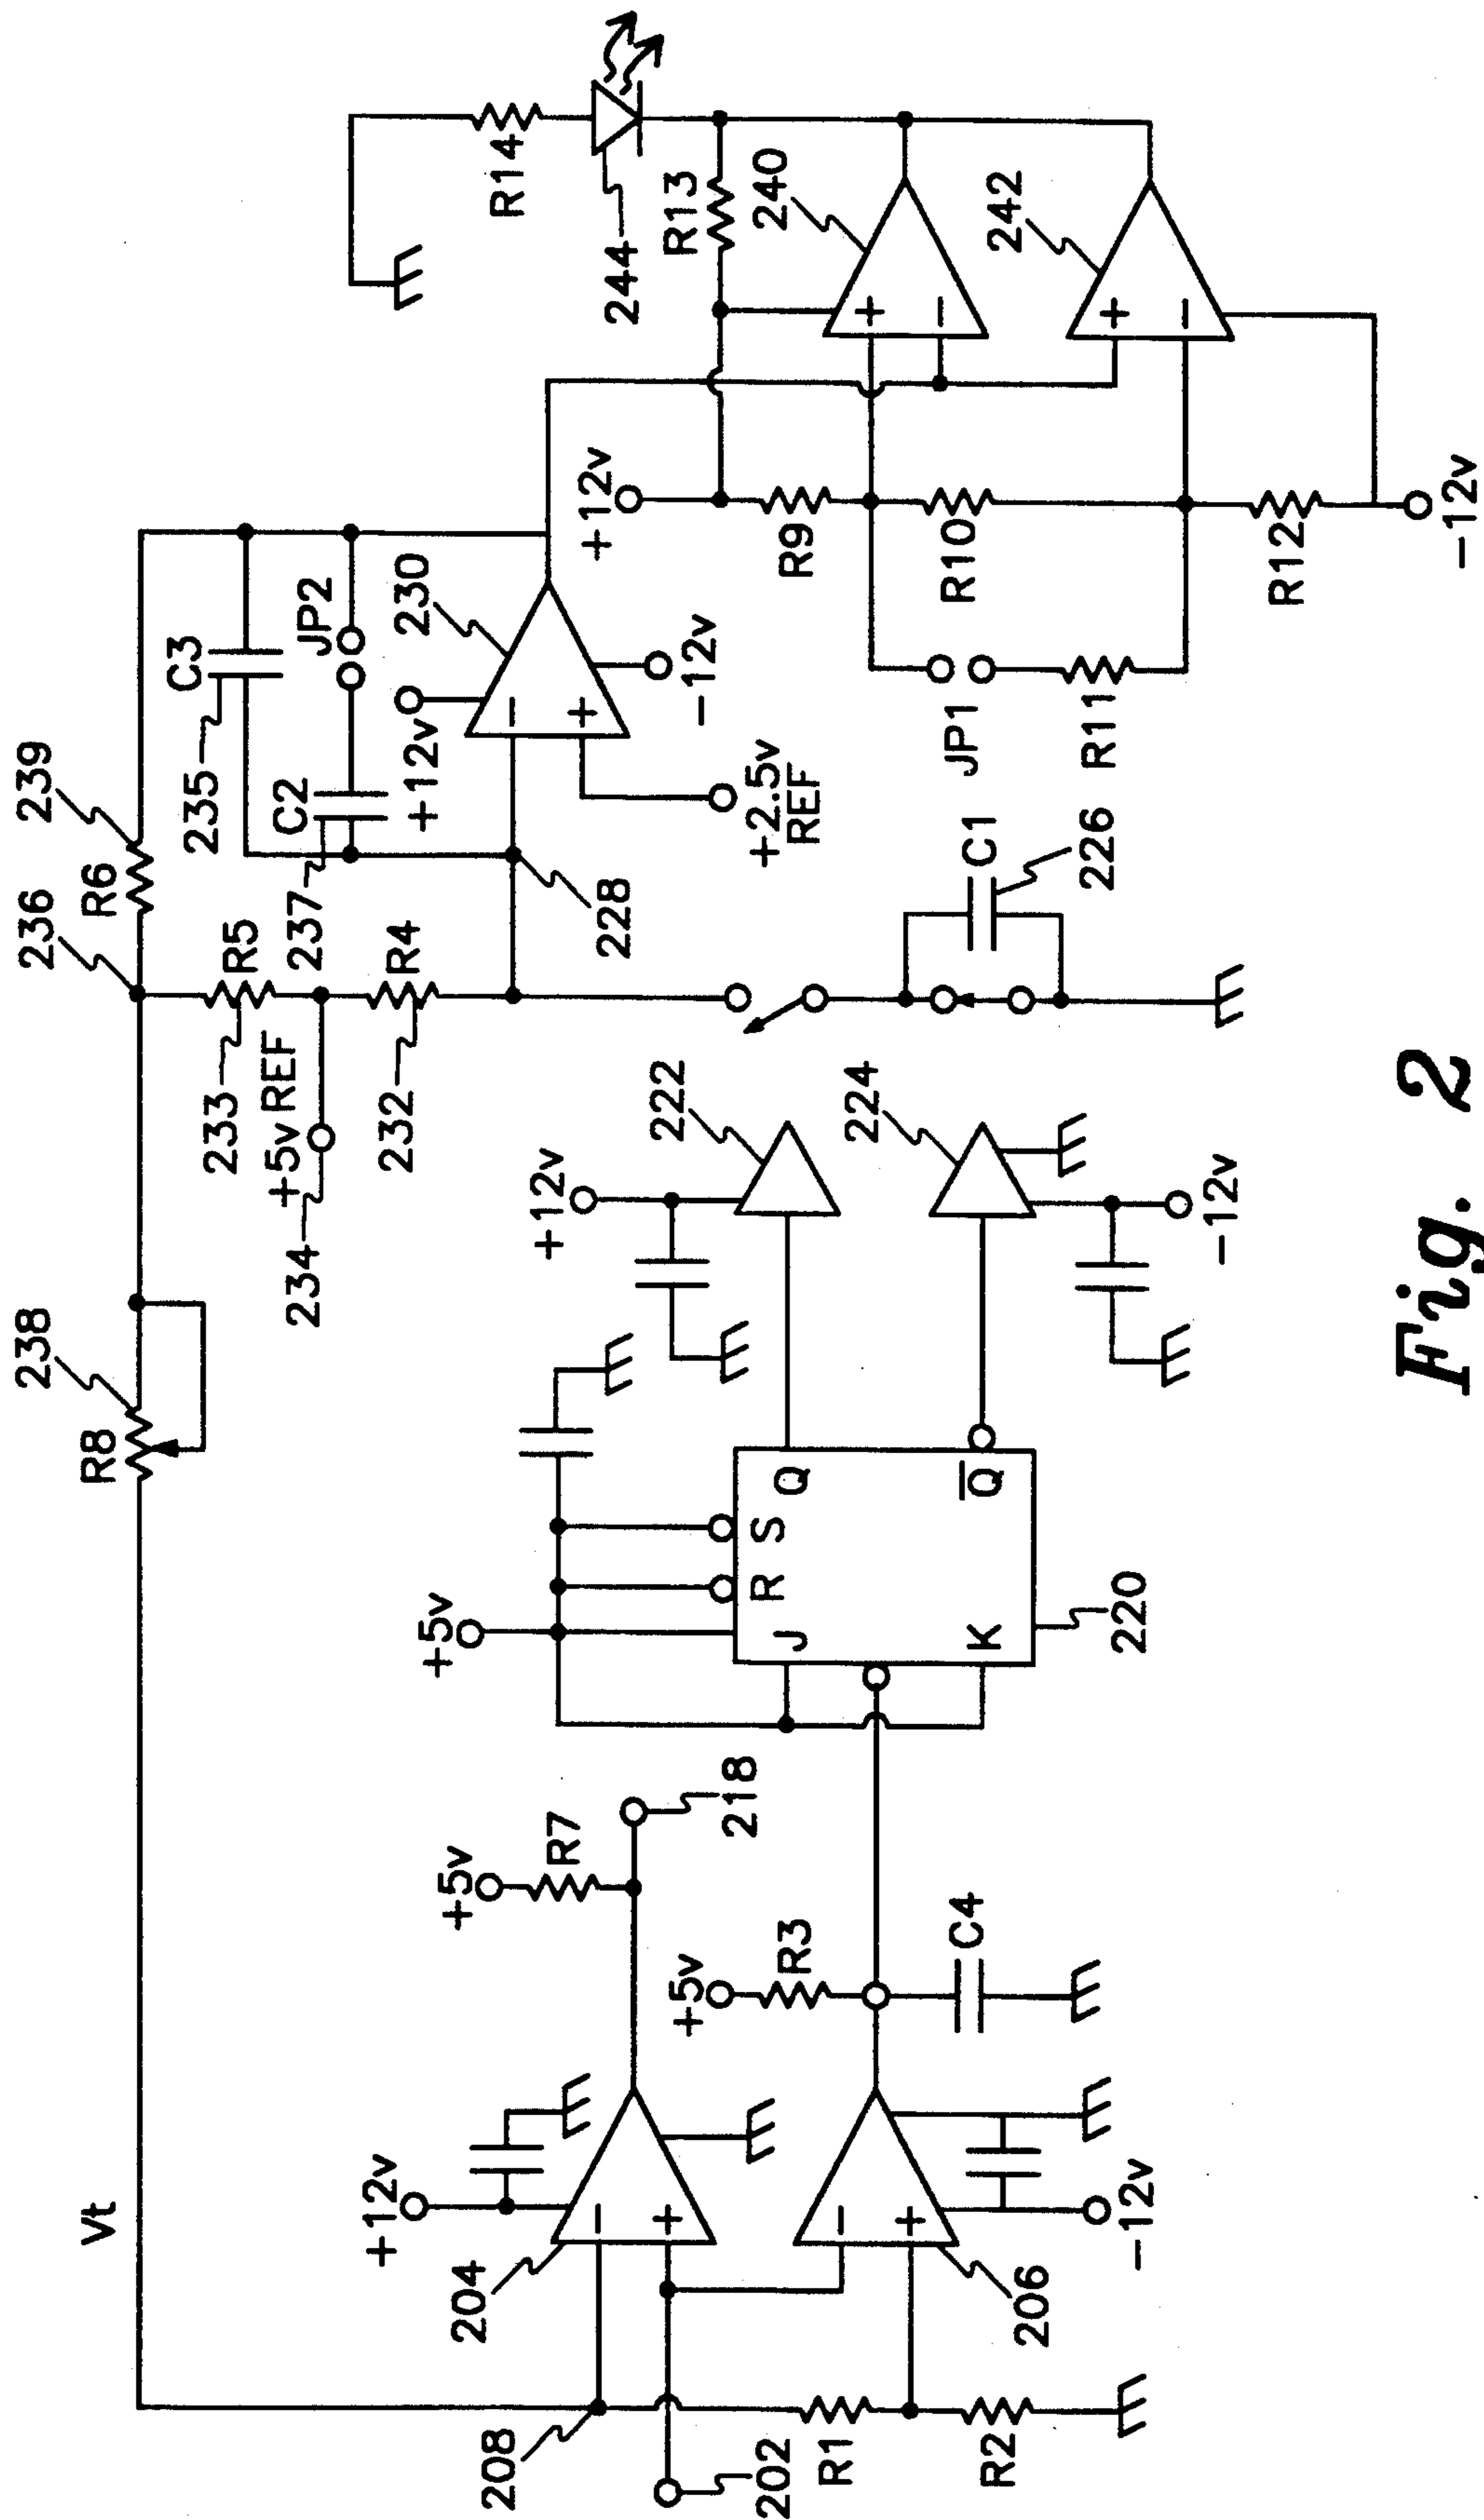 Vt
R8
238
236
R6
239
233
R5
+5v REF
234
232
R4
237
C2
235
C3
JP2
+12v
230
−
+
−12v
228
+2.5v
REF
R14
244
R13
240
+
−
242
+
−
+12v
R9
R10
JP1
R11
R12
−12v
C1
226
222
+12v
224
−12v
+5v
J
R
S
Q
K
Q
220
+5v
R7
218
+5v
R3
C4
+12v
204
−
+
206
−
+
−12v
208
202
R1
R2
Fig. 2